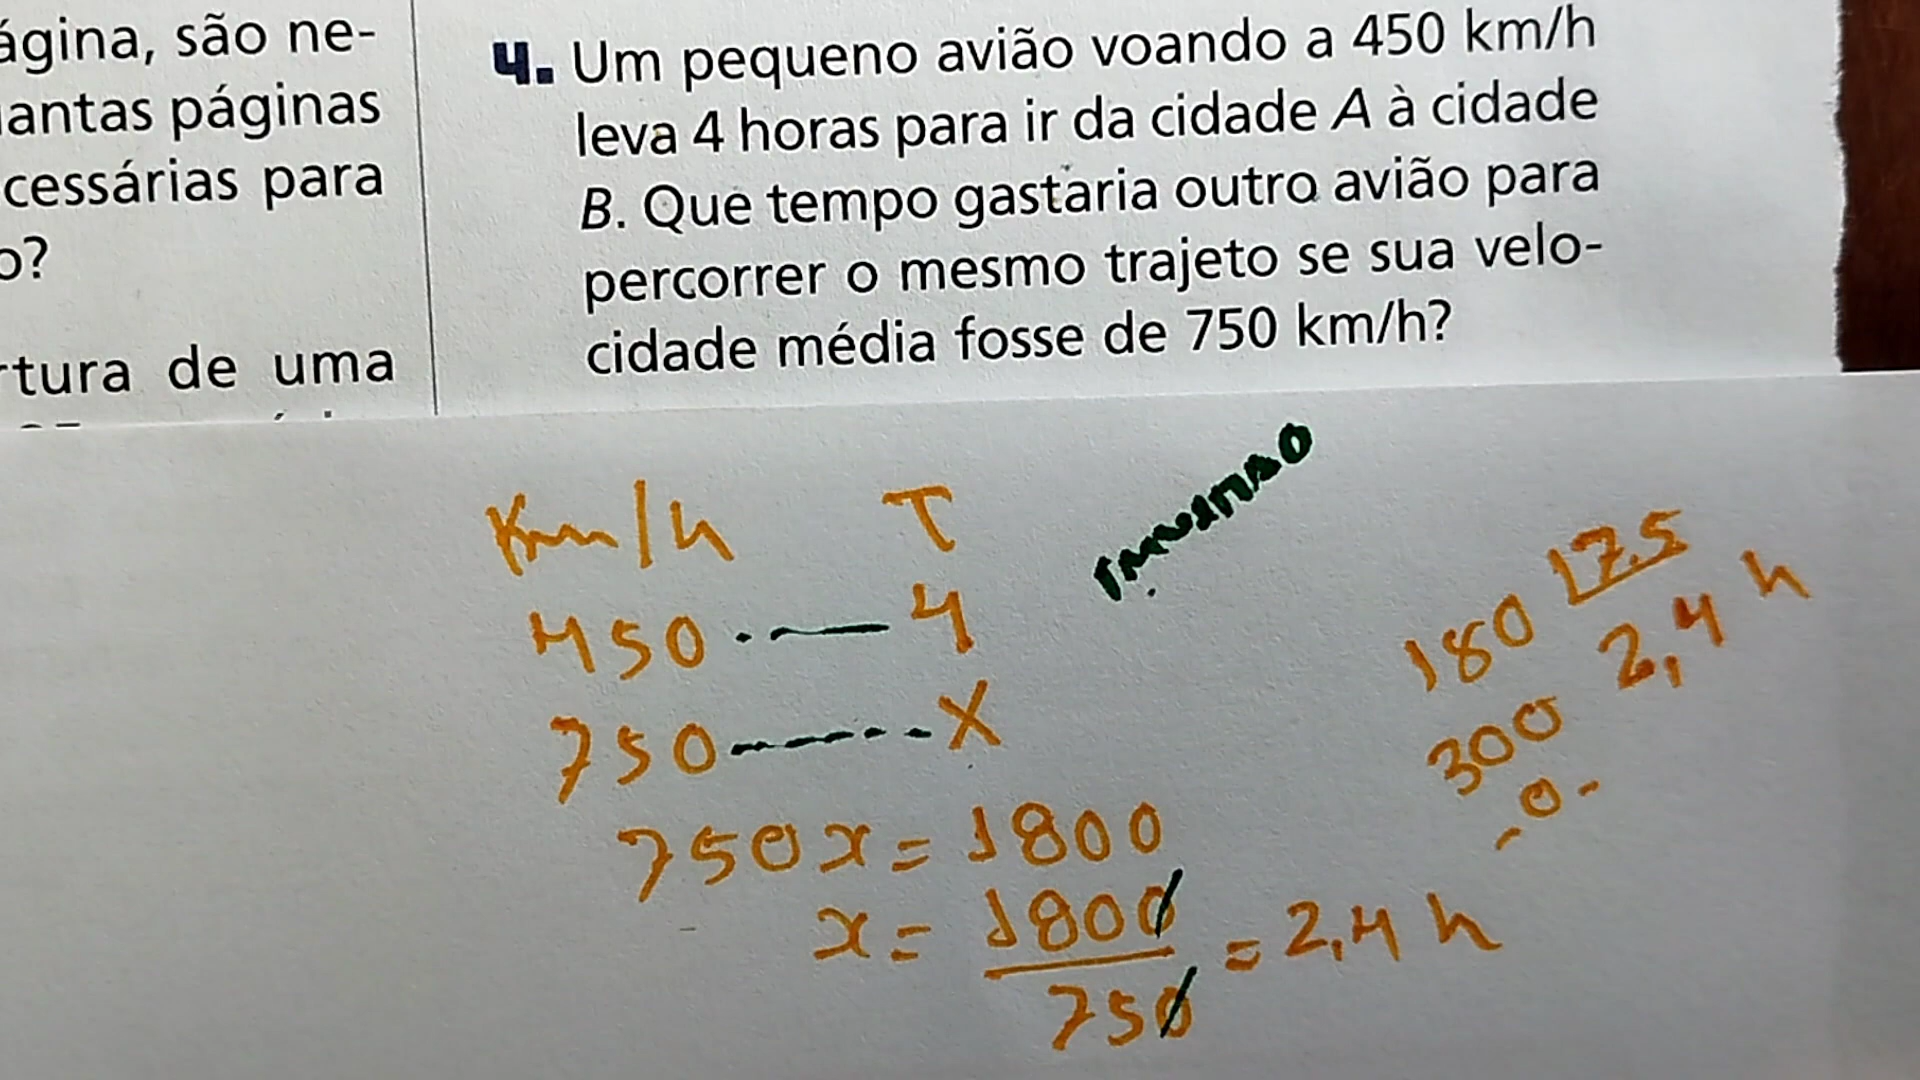 ágina, são ne-
antas páginas
cessárias para
o?
rtura de uma
4. Um pequeno avião voando a 450 km/h
leva 4 horas para ir da cidade A à cidade
B. Que tempo gastaria outro avião para
percorrer o mesmo trajeto se sua velo-
cidade média fosse de 750 km/h?
Km/h T
450 4
750 X
750x = 1800
x = 1800/750 = 2,4 h
180 75
300 2,4 h
-0-